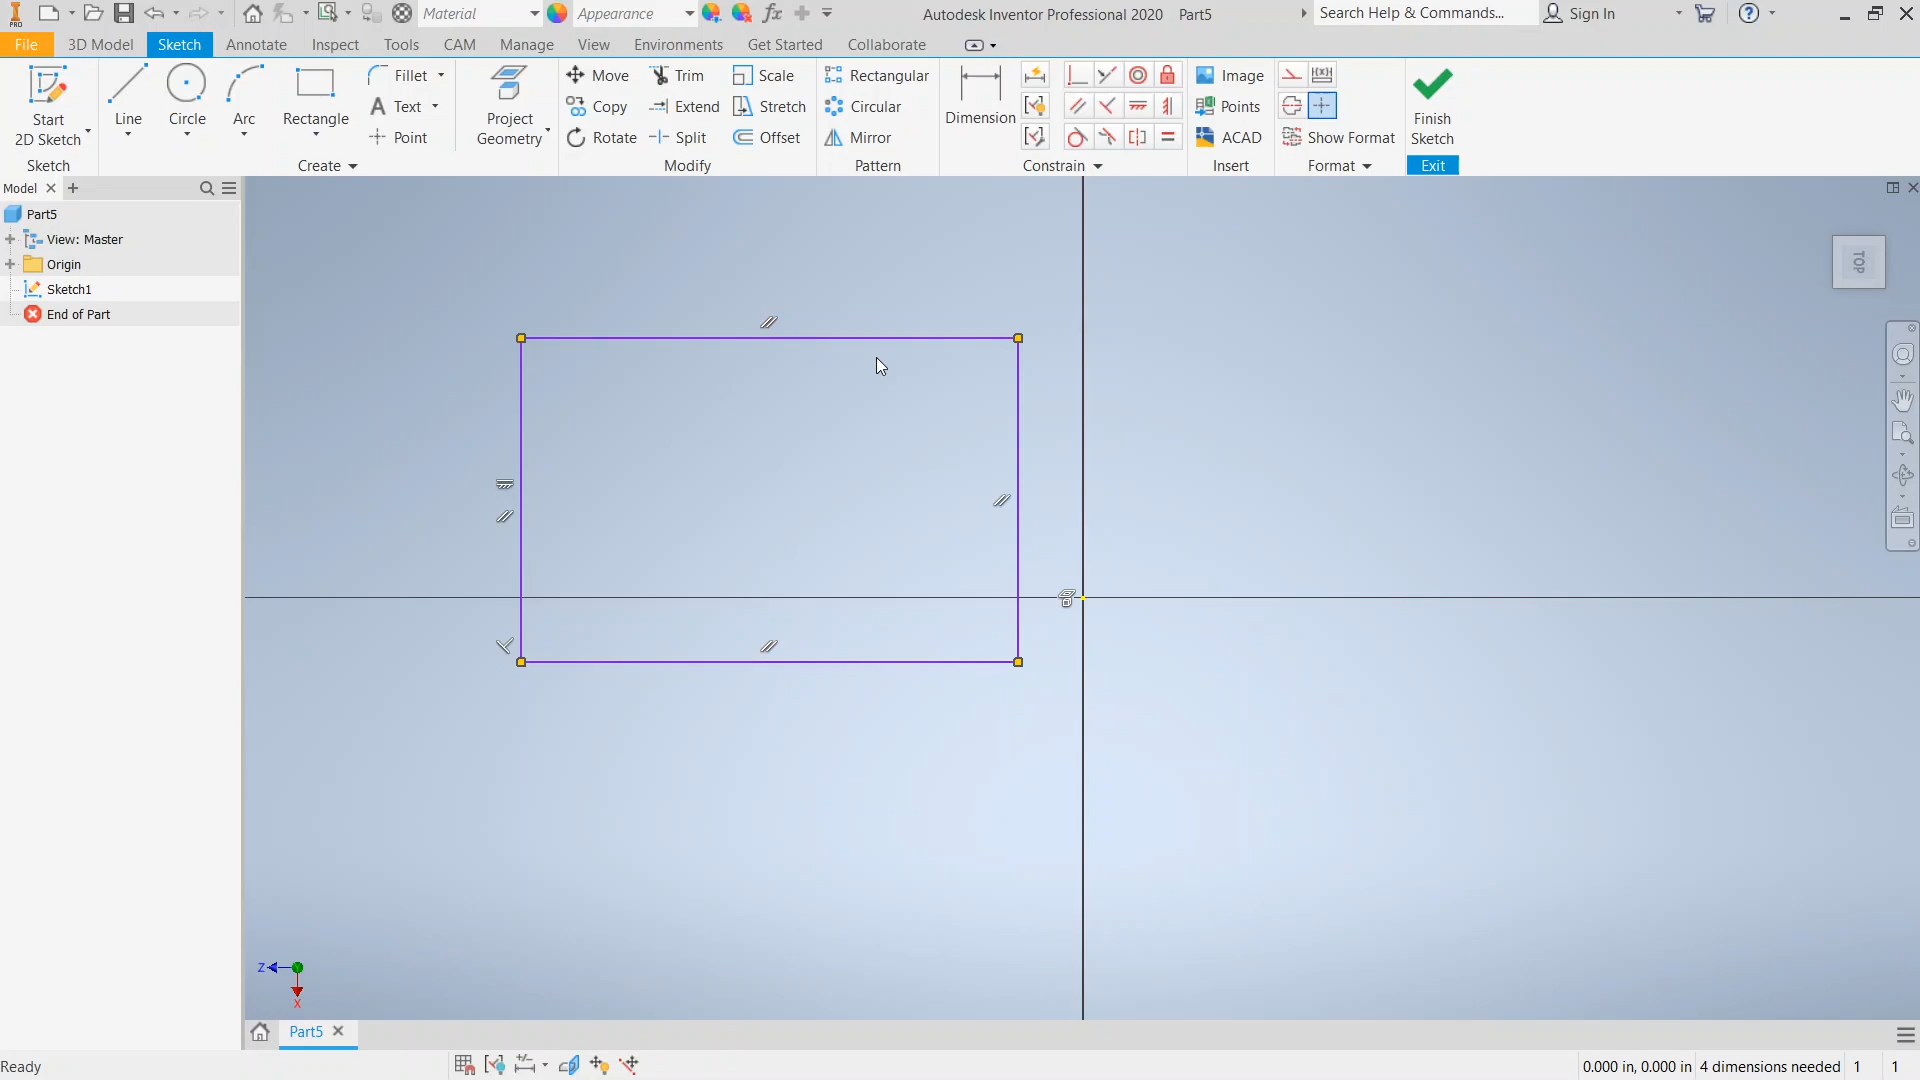 PRO
Material
Appearance
Autodesk Inventor Professional 2020 Part5
Search Help & Commands...
Sign In
File 3D Model Sketch Annotate Inspect Tools CAM Manage View Environments Get Started Collaborate
Start
2D Sketch
Line Circle Arc Rectangle
Fillet
Text
Point
Project
Geometry
Move Trim Scale
Copy Extend Stretch
Rotate Split Offset
Rectangular
Circular
Mirror
Dimension
Image
Points
ACAD
Show Format
Finish
Sketch
Sketch Create Modify Pattern Constrain Insert Format Exit
Model
Part5
View: Master
Origin
Sketch1
End of Part
TOP
Z
X
Part5
Ready
0.000 in, 0.000 in 4 dimensions needed 1 1